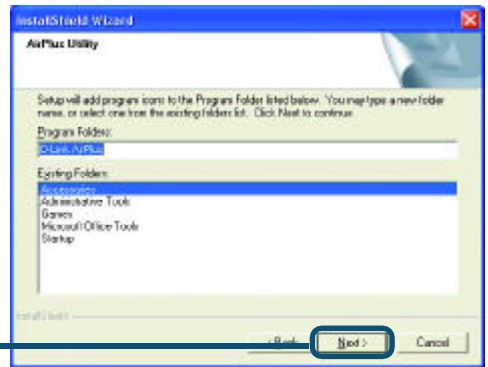 InstallShield Wizard
AirPlus Utility
Setup will add program icons to the Program Folder listed below. You may type a new folder
name, or select one from the existing folders list. Click Next to continue.
Program Folders:
D-Link AirPlus
Existing Folders:
Accessories
Administrative Tools
Games
Microsoft Office Tools
Startup
InstallShield
< Back
Next >
Cancel